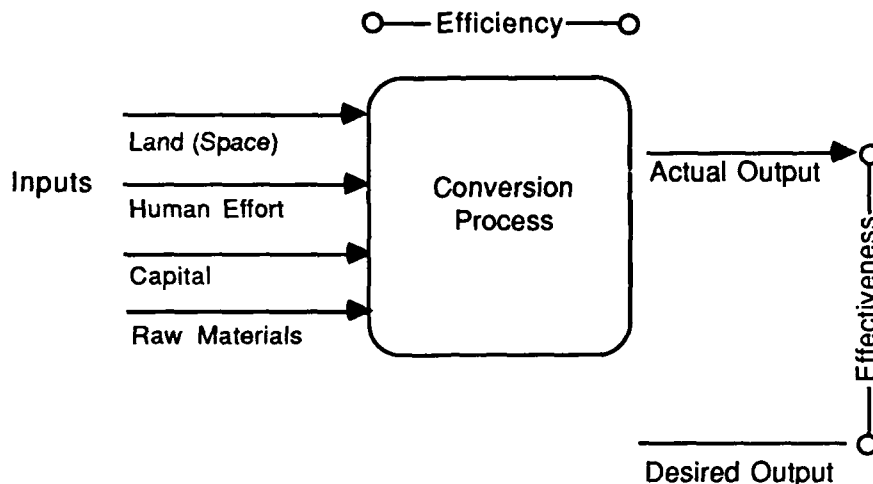 Efficiency
Land (Space)
Inputs
Human Effort
Capital
Raw Materials
Conversion
Process
Actual Output
Effectiveness
Desired Output